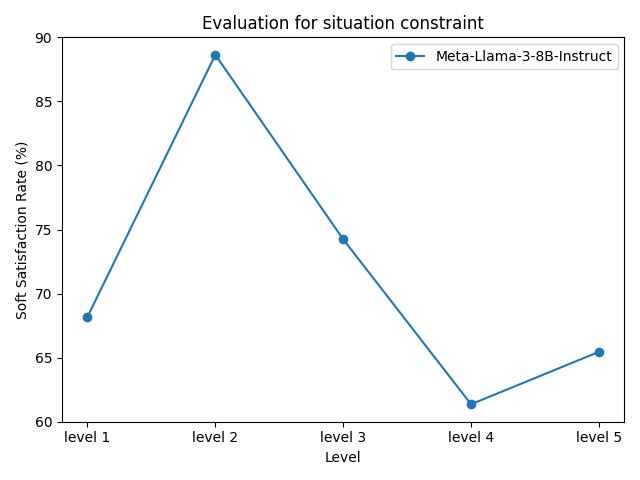 Evaluation for situation constraint
Meta-Llama-3-8B-Instruct
Soft Satisfaction Rate (%)
90
85
80
75
70
65
60
level 1
level 2
level 3
level 4
level 5
Level